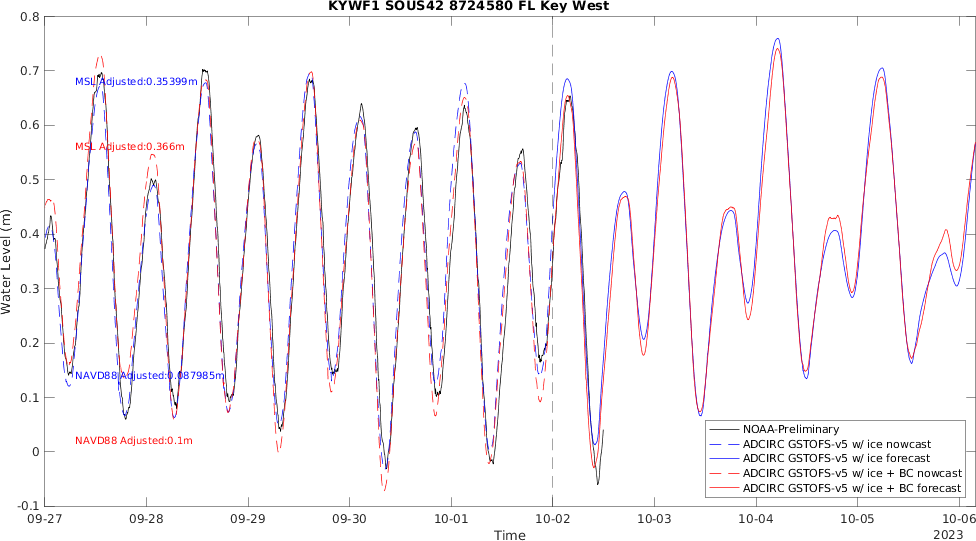 KYWF1 SOUS42 8724580 FL Key West
0.8
0.7
0.6
0.5
0.4
0.3
0.2
0.1
0
-0.1
Water Level (m)
MSL Adjusted:0.35399m
MSL Adjusted:0.366m
NAVD88 Adjusted:0.087985m
NAVD88 Adjusted:0.1m
NOAA-Preliminary
ADCIRC GSTOFS-v5 w/ ice nowcast
ADCIRC GSTOFS-v5 w/ ice forecast
ADCIRC GSTOFS-v5 w/ ice + BC nowcast
ADCIRC GSTOFS-v5 w/ ice + BC forecast
09-27 09-28 09-29 09-30 10-01 10-02 10-03 10-04 10-05 10-06
Time
2023